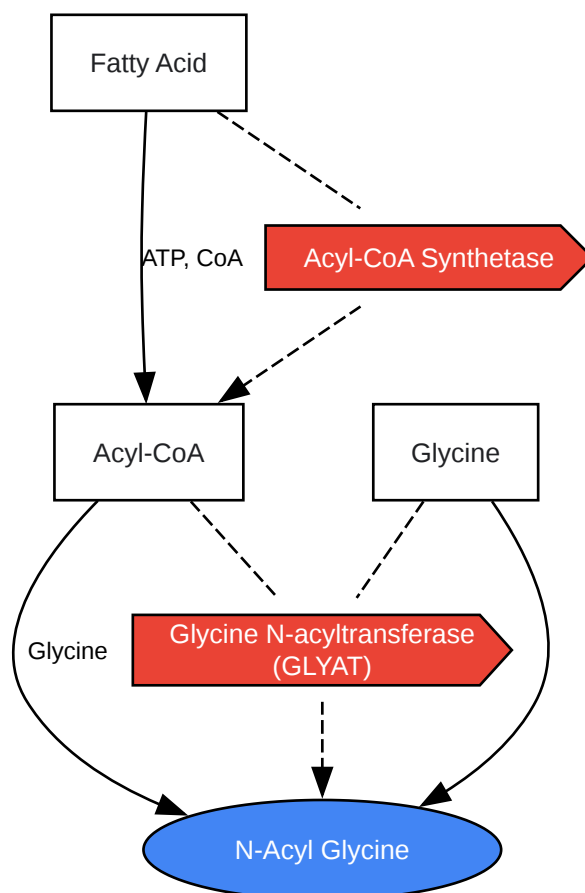 Fatty Acid
ATP, CoA
Acyl-CoA Synthetase
Acyl-CoA
Glycine
Glycine
Glycine N-acyltransferase
(GLYAT)
N-Acyl Glycine